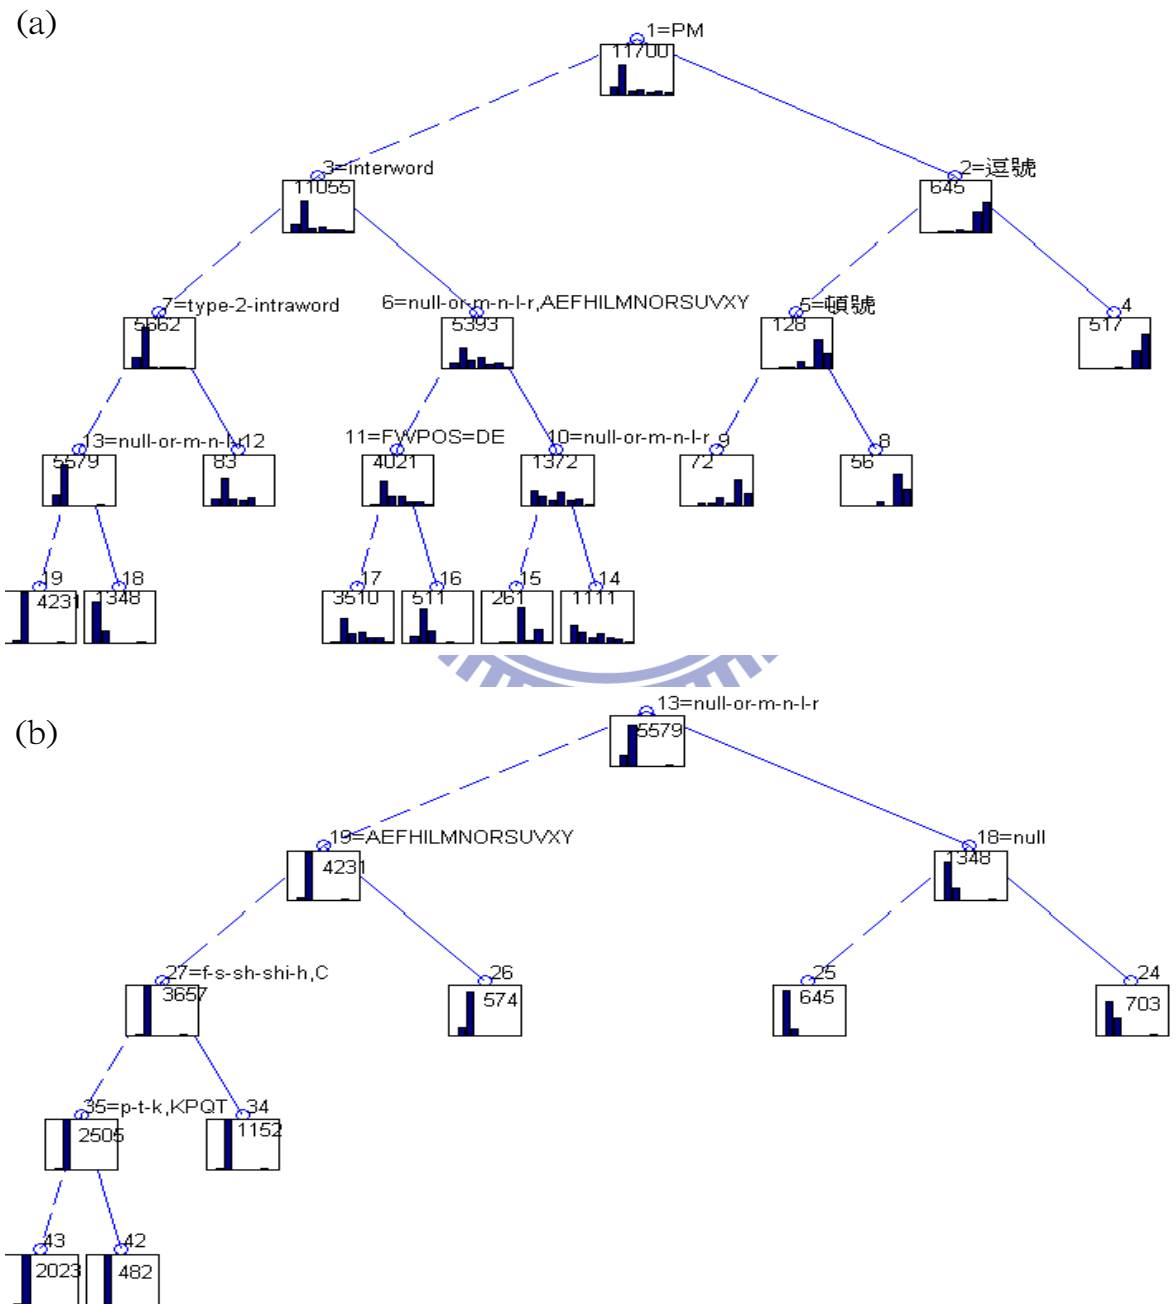 (a)
1=PM
11700
3=interword
11055
2=逗號
645
7=type-2-intraword
5662
6=null-or-m-n-l-r,AEFHILMNORSUVXY
5393
5=頓號
128
4
517
13=null-or-m-n-l-r
5579
12
83
11=FWPOS=DE
4021
10=null-or-m-n-l-r
1372
9
72
8
56
19
4231
18
1348
17
3510
16
511
15
261
14
1111
(b)
13=null-or-m-n-l-r
5579
19=AEFHILMNORSUVXY
4231
18=null
1348
27=f-s-sh-shi-h,C
3657
26
574
25
645
24
703
35=p-t-k,KPQT
2505
34
1152
43
2023
42
482